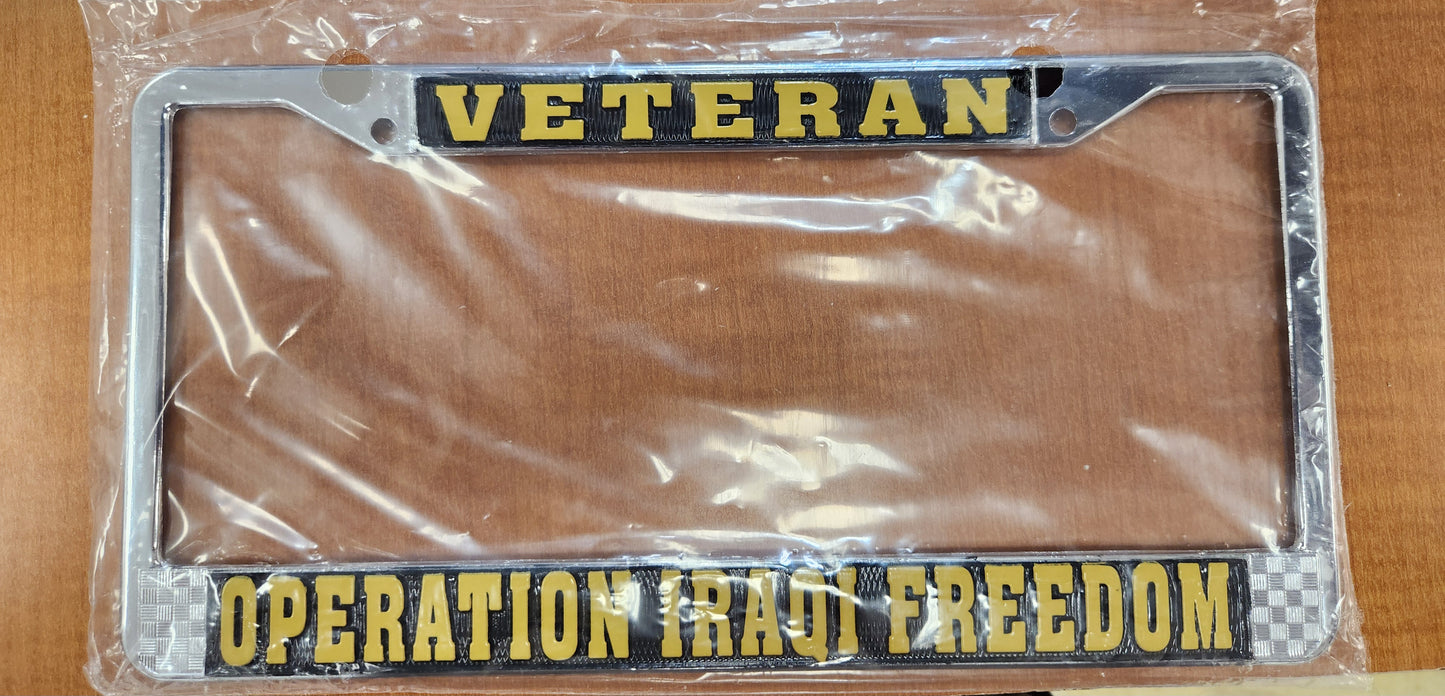 VETERAN
OPERATION IRAQI FREEDOM